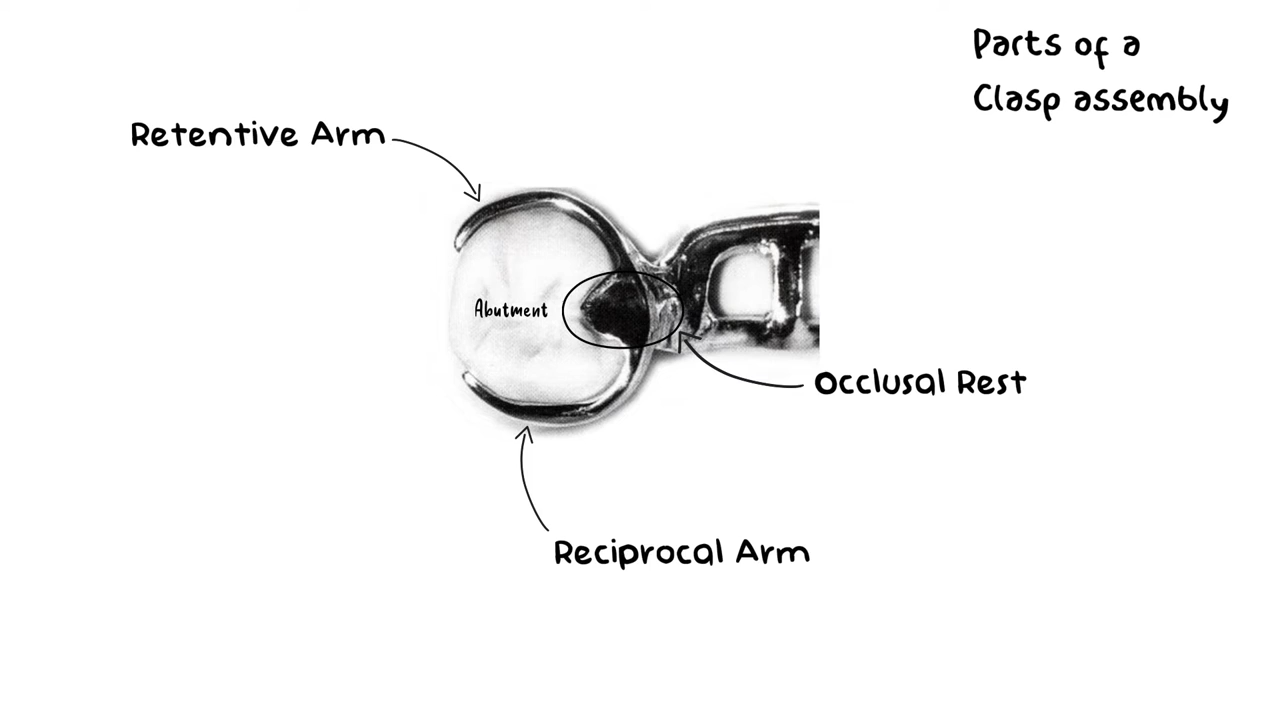 Parts of a
Clasp assembly
Retentive Arm
Abutment
Occlusal Rest
Reciprocal Arm